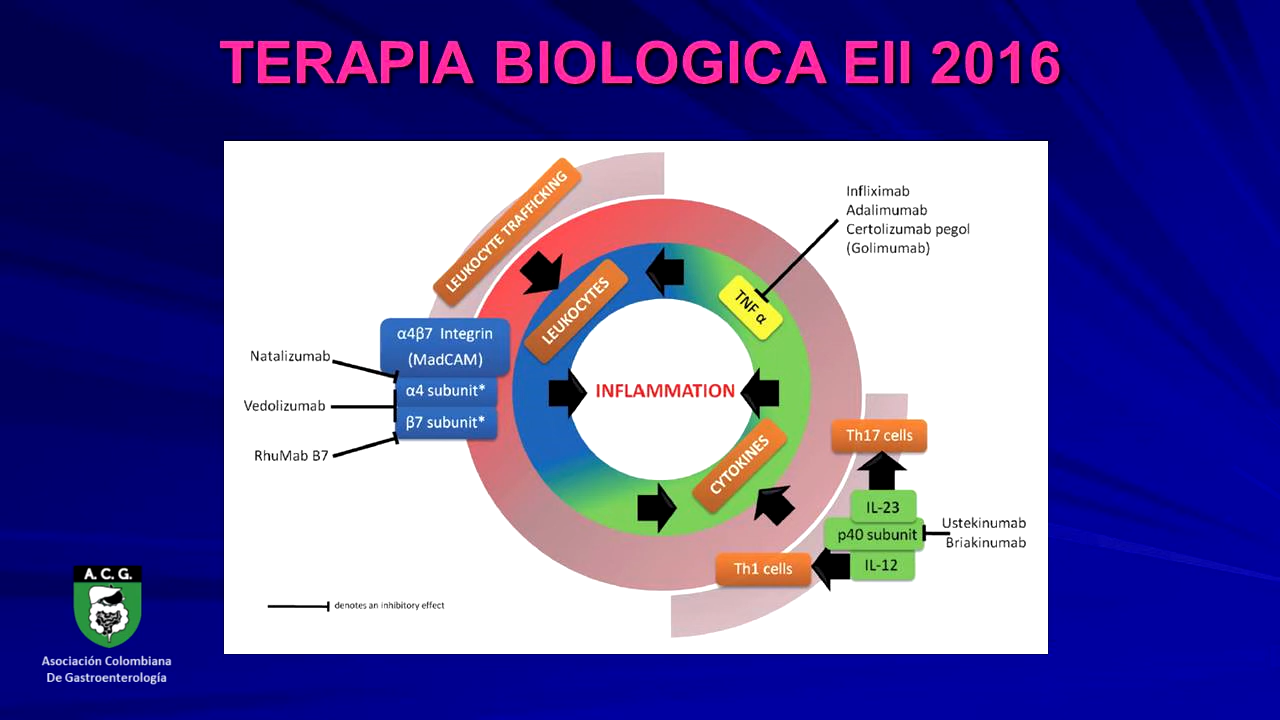 TERAPIA BIOLOGICA EII 2016
LEUKOCYTE TRAFFICKING
LEUKOCYTES
TNF α
Infliximab
Adalimumab
Certolizumab pegol
(Golimumab)
α4β7 Integrin
(MadCAM)
α4 subunit*
β7 subunit*
Natalizumab
Vedolizumab
RhuMab B7
INFLAMMATION
CYTOKINES
Th17 cells
IL-23
p40 subunit
IL-12
Th1 cells
Ustekinumab
Briakinumab
denotes an inhibitory effect
A. C. G.
Asociación Colombiana
De Gastroenterología